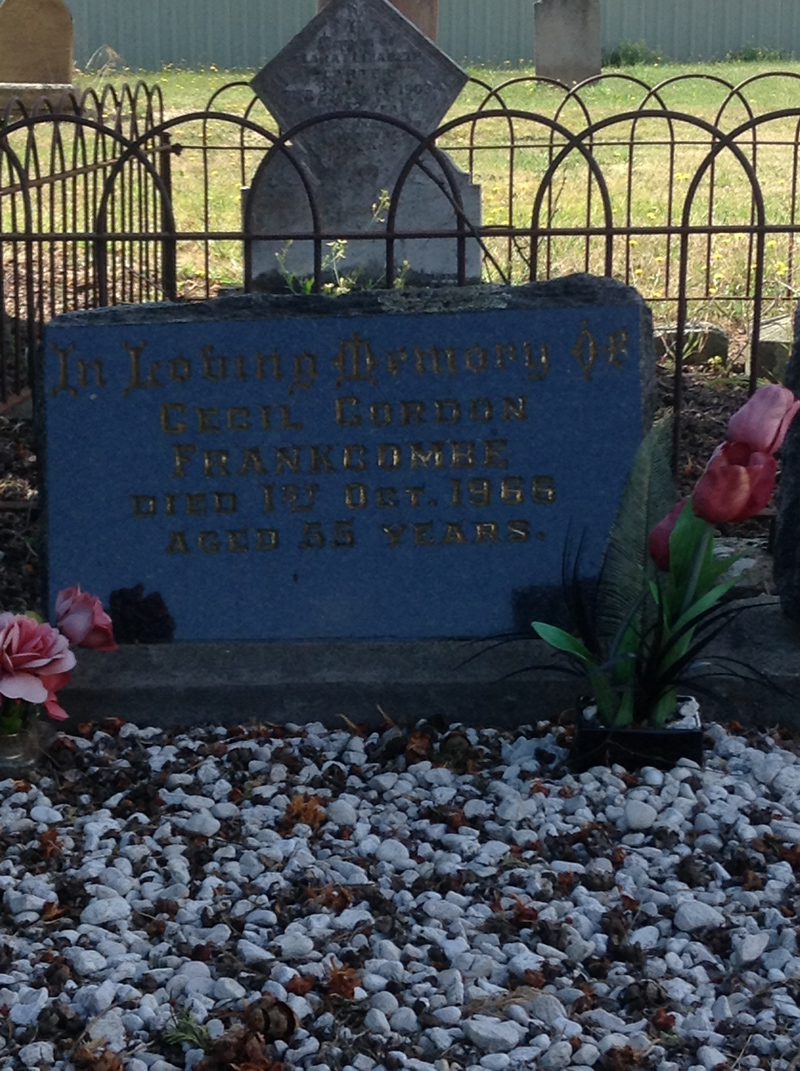 In Loving Memory Of
CECIL GORDON
FRANKCOMBE
DIED 1ST OCT. 1966
AGED 55 YEARS.